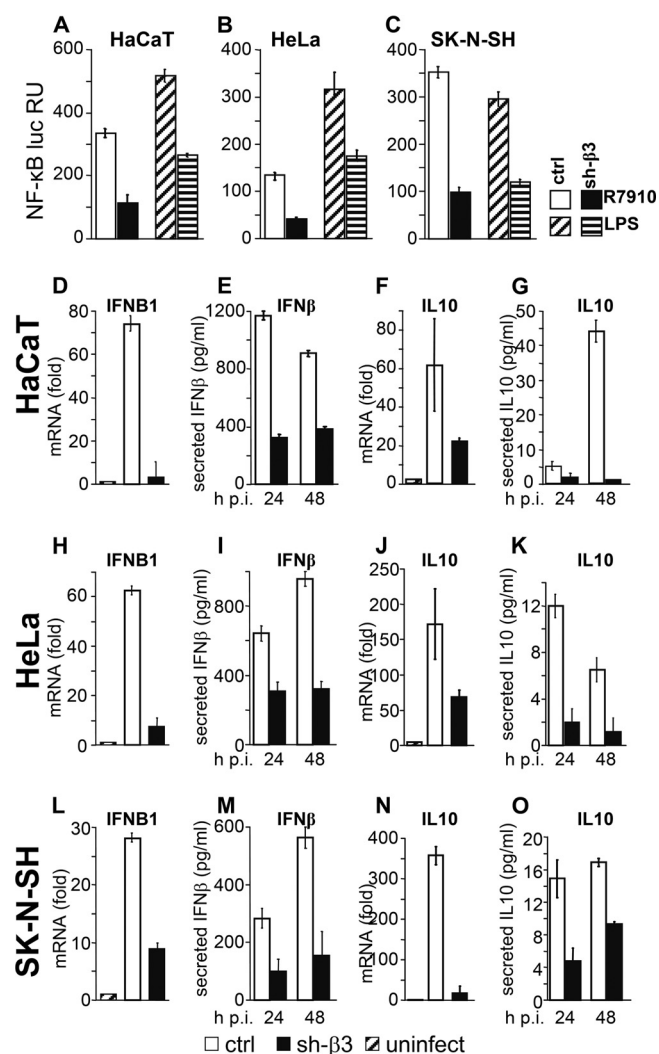 A HaCaT
B HeLa
C SK-N-SH
NF-κB luc RU
600
400
200
0
400
300
200
100
0
400
300
200
100
0
ctrl
sh-β3
R7910
LPS
HaCaT
D IFNB1
mRNA (fold)
80
60
40
20
0
E IFNβ
secreted IFNβ (pg/ml)
1200
800
400
0
h p.i. 24 48
F IL10
mRNA (fold)
80
60
40
20
0
G IL10
secreted IL10 (pg/ml)
50
40
30
20
10
0
h p.i. 24 48
HeLa
H IFNB1
mRNA (fold)
60
40
20
0
I IFNβ
secreted IFNβ (pg/ml)
900
600
300
0
h p.i. 24 48
J IL10
mRNA (fold)
250
200
150
100
50
0
K IL10
secreted IL10 (pg/ml)
12
8
4
0
h p.i. 24 48
SK-N-SH
L IFNB1
mRNA (fold)
30
20
10
0
M IFNβ
secreted IFNβ (pg/ml)
600
400
200
0
h p.i. 24 48
N IL10
mRNA (fold)
400
300
200
100
0
O IL10
secreted IL10 (pg/ml)
20
16
12
8
4
0
h p.i. 24 48
ctrl sh-β3 uninfect